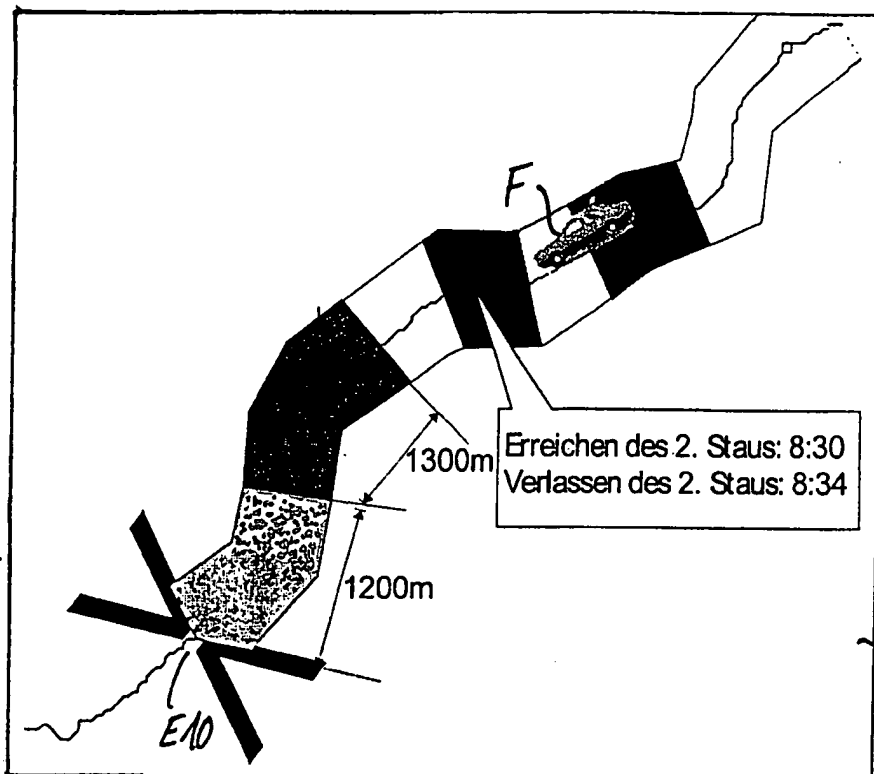 F
Erreichen des 2. Staus: 8:30
Verlassen des 2. Staus: 8:34
1300m
1200m
E10